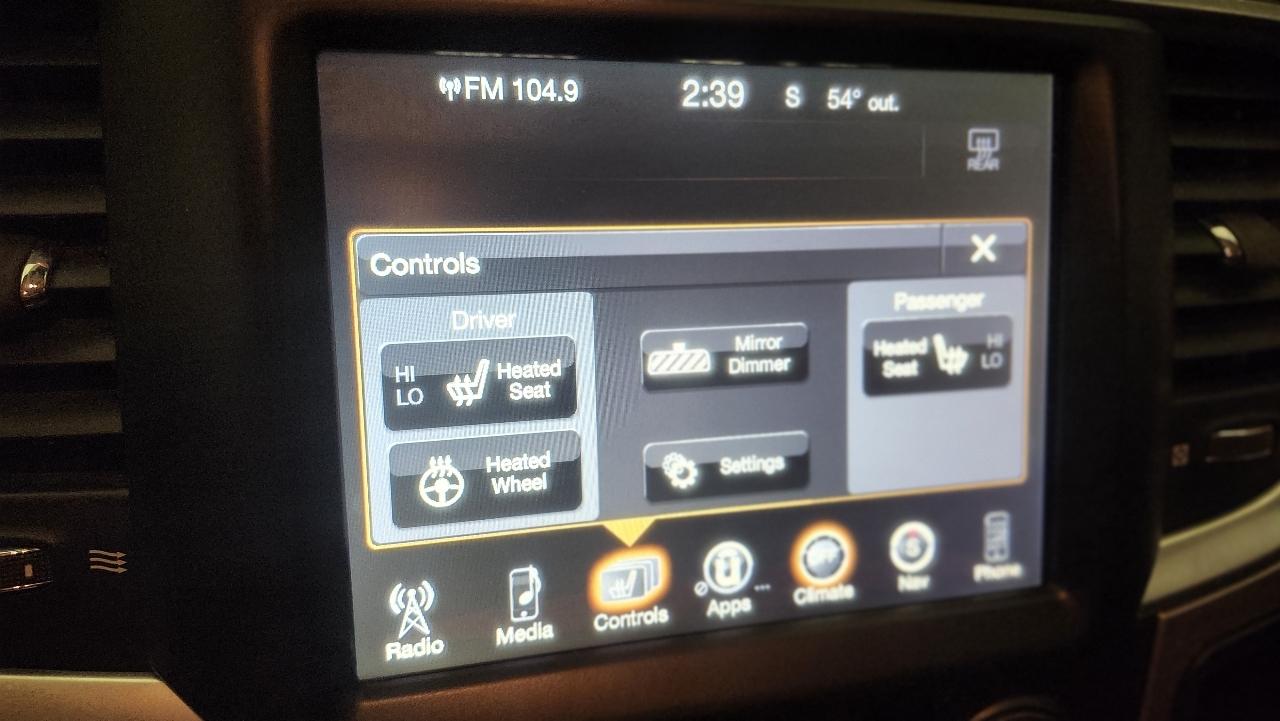 FM 104.9
2:39
S
54° out.
REAR
Controls
X
Driver
HI
LO
Heated
Seat
Heated
Wheel
Mirror
Dimmer
Settings
Passenger
Heated
Seat
HI
LO
Radio
Media
Controls
Apps
OFF
Climate
S
Nav
Phone